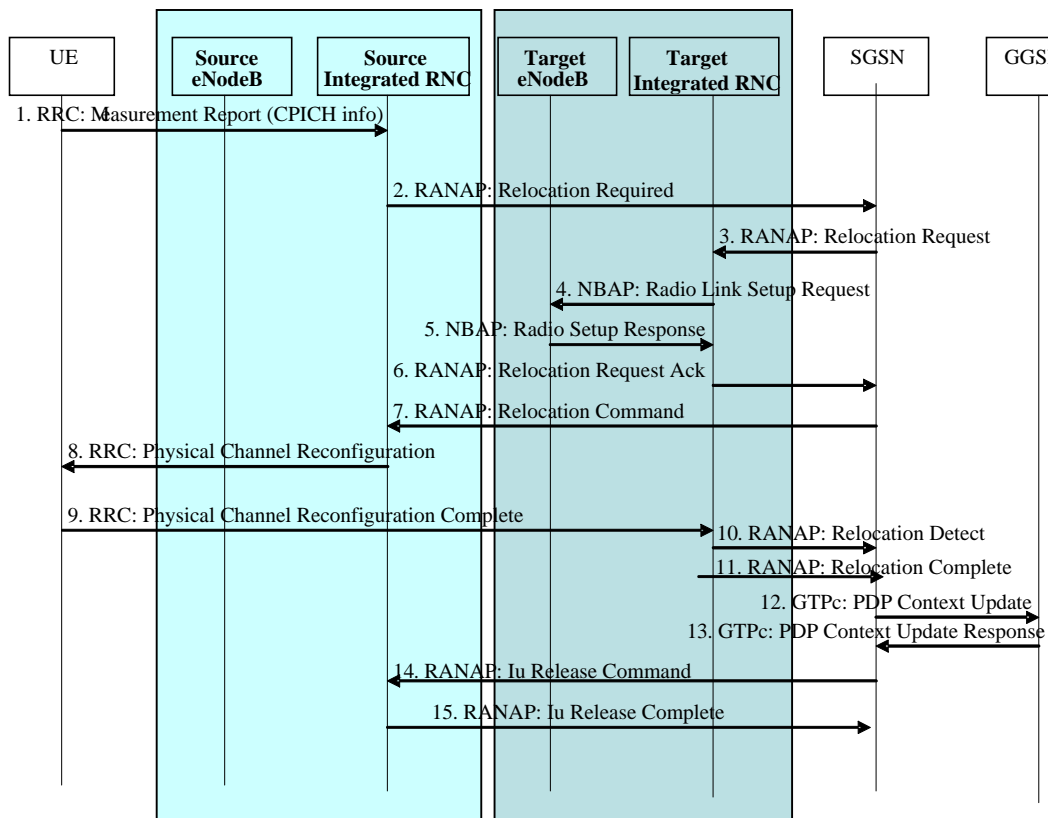 UE
Source
eNodeB
Source
Integrated RNC
Target
eNodeB
Target
Integrated RNC
SGSN
GGS
1. RRC: Measurement Report (CPICH info)
2. RANAP: Relocation Required
3. RANAP: Relocation Request
4. NBAP: Radio Link Setup Request
5. NBAP: Radio Setup Response
6. RANAP: Relocation Request Ack
7. RANAP: Relocation Command
8. RRC: Physical Channel Reconfiguration
9. RRC: Physical Channel Reconfiguration Complete
10. RANAP: Relocation Detect
11. RANAP: Relocation Complete
12. GTPc: PDP Context Update
13. GTPc: PDP Context Update Response
14. RANAP: Iu Release Command
15. RANAP: Iu Release Complete